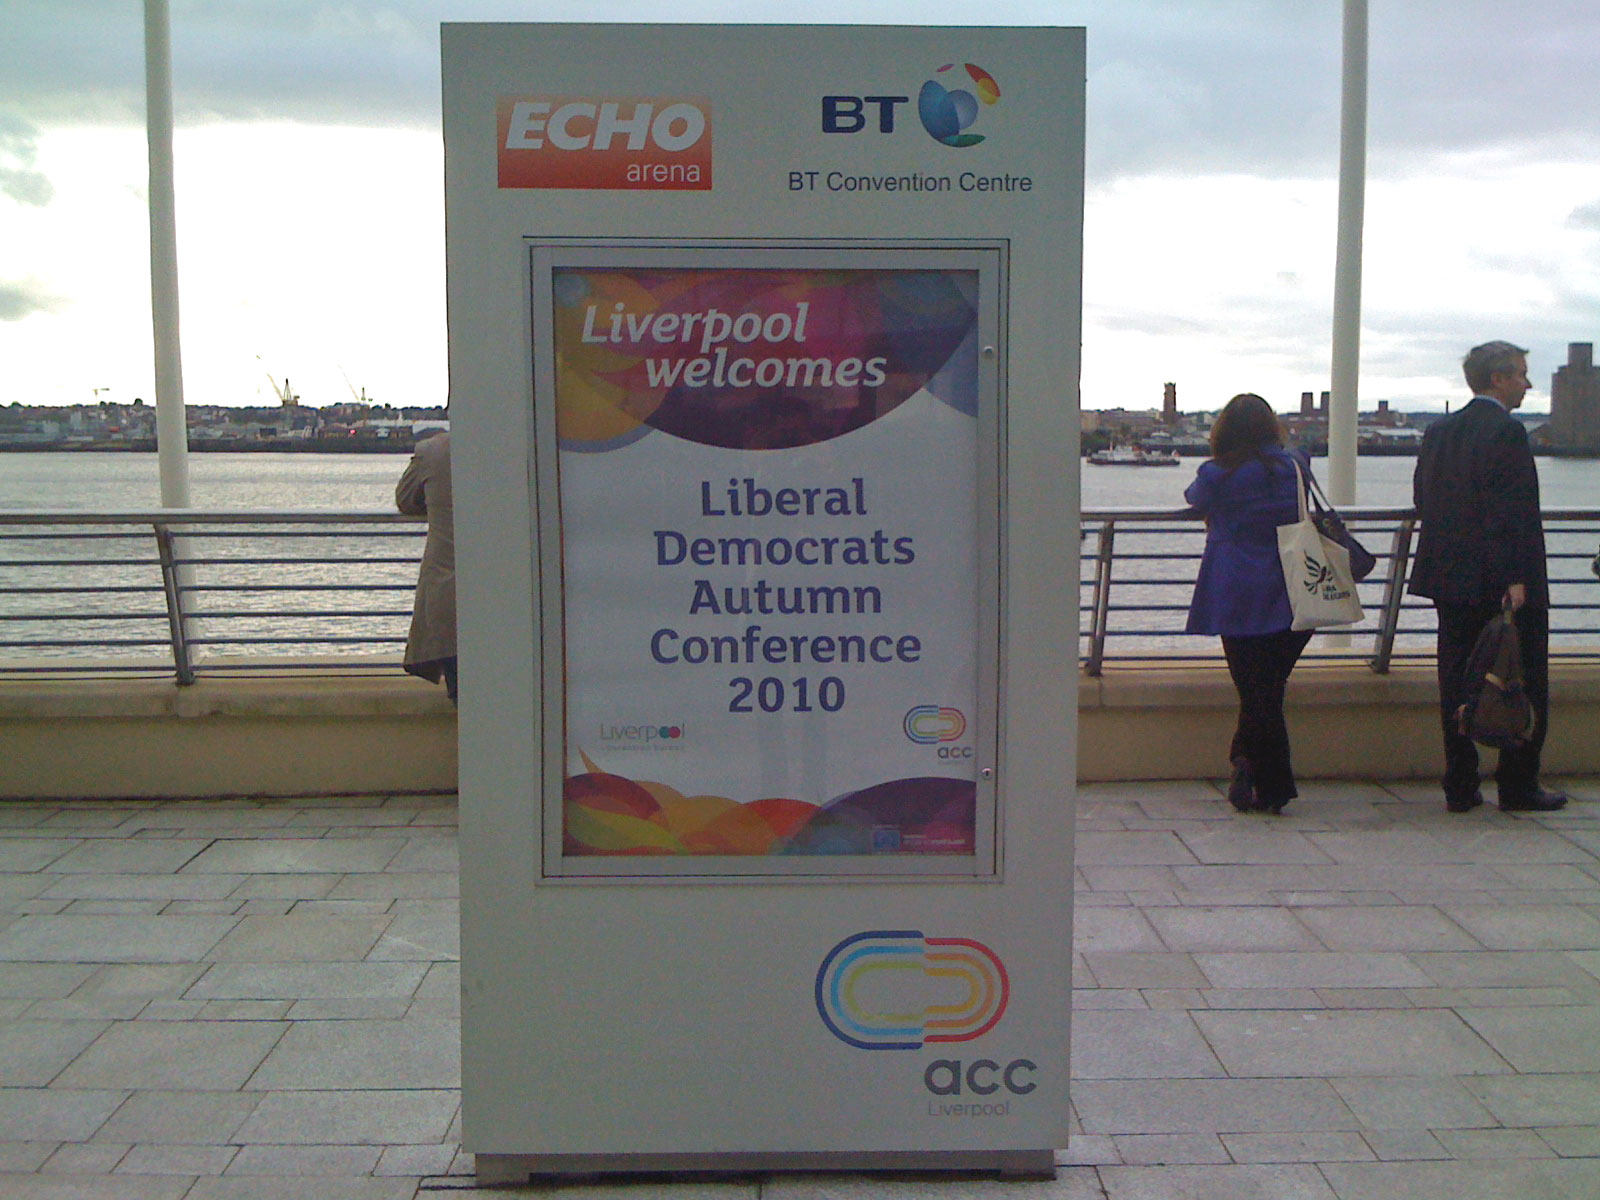 ECHO
arena
BT
BT Convention Centre
Liverpool
welcomes
Liberal
Democrats
Autumn
Conference
2010
Liverpool
acc
acc
Liverpool